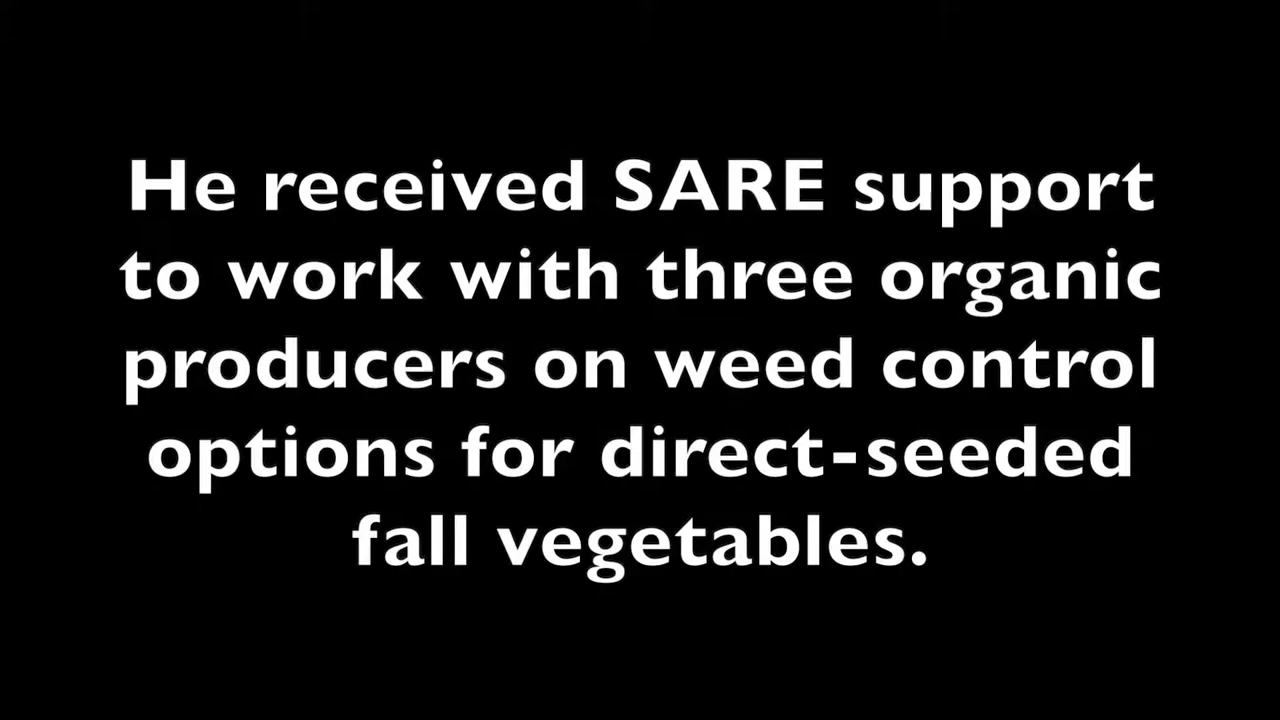 He received SARE support
to work with three organic
producers on weed control
options for direct-seeded
fall vegetables.